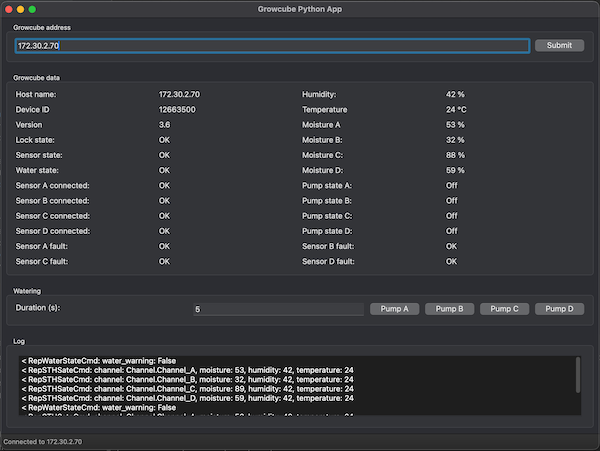 Growcube Python App
Growcube address
172.30.2.70 Submit
Growcube data
Host name: 172.30.2.70 Humidity: 42 %
Device ID 12663500 Temperature 24 °C
Version 3.6 Moisture A 53 %
Lock state: OK Moisture B: 32 %
Sensor state: OK Moisture C: 88 %
Water state: OK Moisture D: 59 %
Sensor A connected: OK Pump state A: Off
Sensor B connected: OK Pump state B: Off
Sensor C connected: OK Pump state C: Off
Sensor D connected: OK Pump state D: Off
Sensor A fault: OK Sensor B fault: OK
Sensor C fault: OK Sensor D fault: OK
Watering
Duration (s): 5 Pump A Pump B Pump C Pump D
Log
< RepWaterStateCmd: water_warning: False
< RepSTHSateCmd: channel: Channel.Channel_A, moisture: 53, humidity: 42, temperature: 24
< RepSTHSateCmd: channel: Channel.Channel_B, moisture: 32, humidity: 42, temperature: 24
< RepSTHSateCmd: channel: Channel.Channel_C, moisture: 89, humidity: 42, temperature: 24
< RepSTHSateCmd: channel: Channel.Channel_D, moisture: 59, humidity: 42, temperature: 24
< RepWaterStateCmd: water_warning: False
Connected to 172.30.2.70